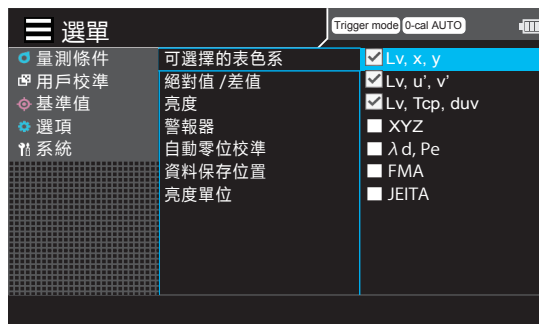 選單
Trigger mode 0-cal AUTO
量測條件
用戶校準
基準值
選項
系統
可選擇的表色系
絕對值 /差值
亮度
警報器
自動零位校準
資料保存位置
亮度單位
Lv, x, y
Lv, u', v'
Lv, Tcp, duv
XYZ
λ d, Pe
FMA
JEITA